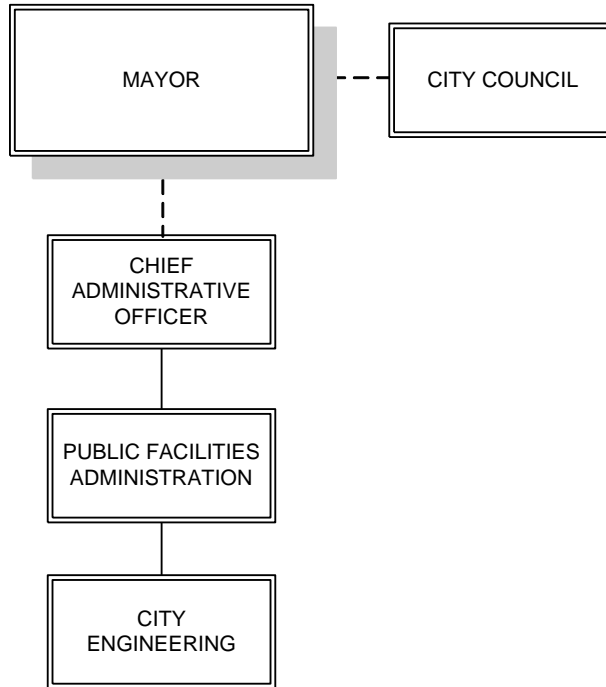 MAYOR
CITY COUNCIL
CHIEF
ADMINISTRATIVE
OFFICER
PUBLIC FACILITIES
ADMINISTRATION
CITY
ENGINEERING